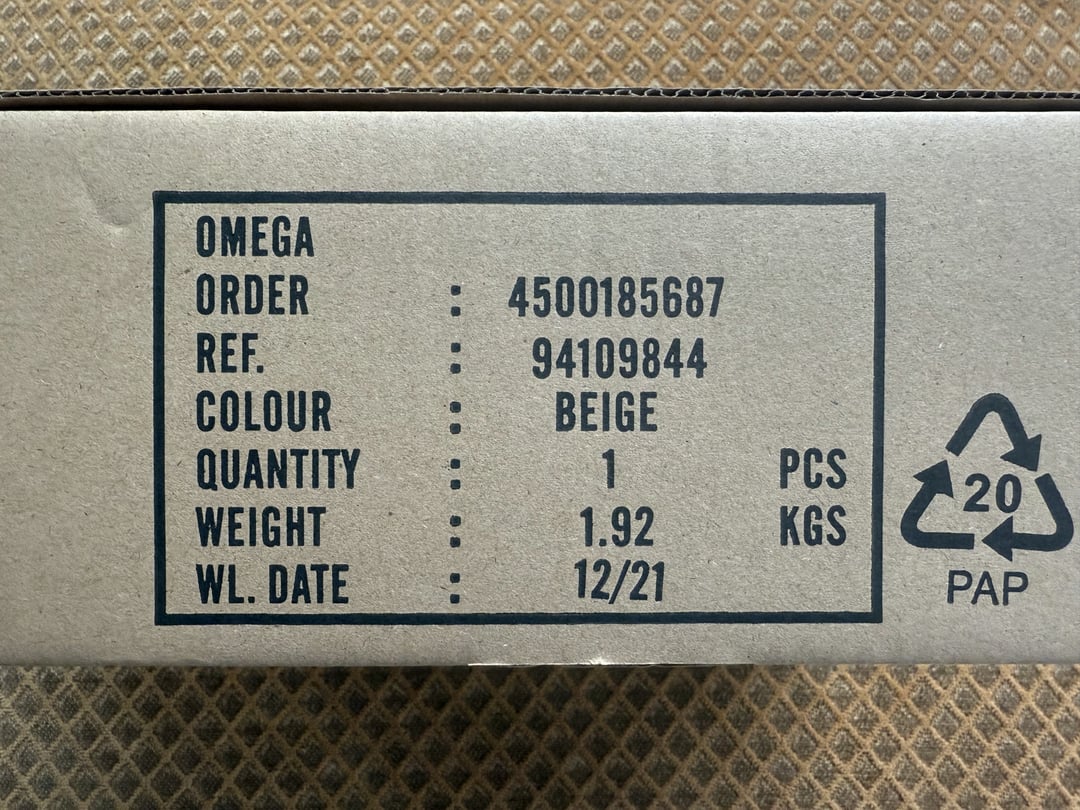 OMEGA
ORDER : 4500185687
REF. : 94109844
COLOUR : BEIGE
QUANTITY : 1 PCS
WEIGHT : 1.92 KGS
WL. DATE : 12/21
20
PAP